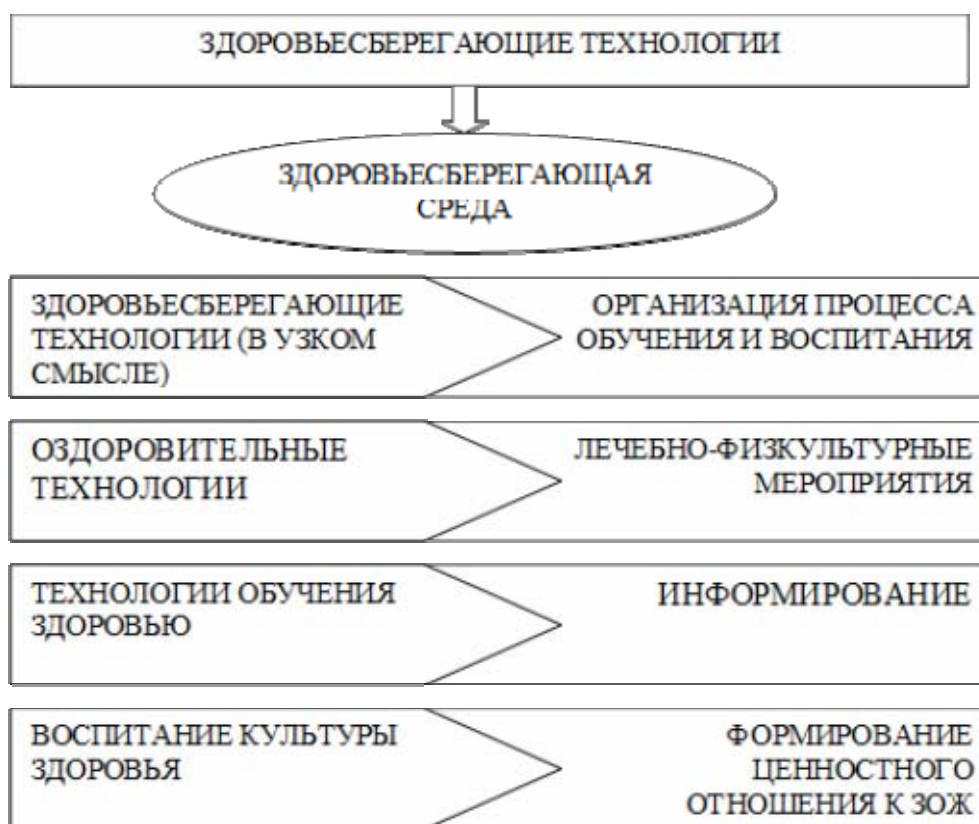 ЗДОРОВЬЕСБЕРЕГАЮЩИЕ ТЕХНОЛОГИИ
ЗДОРОВЬЕСБЕРЕГАЮЩАЯ
СРЕДА
ЗДОРОВЬЕСБЕРЕГАЮЩИЕ
ТЕХНОЛОГИИ (В УЗКОМ
СМЫСЛЕ)
ОРГАНИЗАЦИЯ ПРОЦЕССА
ОБУЧЕНИЯ И ВОСПИТАНИЯ
ОЗДОРОВИТЕЛЬНЫЕ
ТЕХНОЛОГИИ
ЛЕЧЕБНО-ФИЗКУЛЬТУРНЫЕ
МЕРОПРИЯТИЯ
ТЕХНОЛОГИИ ОБУЧЕНИЯ
ЗДОРОВЬЮ
ИНФОРМИРОВАНИЕ
ВОСПИТАНИЕ КУЛЬТУРЫ
ЗДОРОВЬЯ
ФОРМИРОВАНИЕ
ЦЕННОСТНОГО
ОТНОШЕНИЯ К ЗОЖ